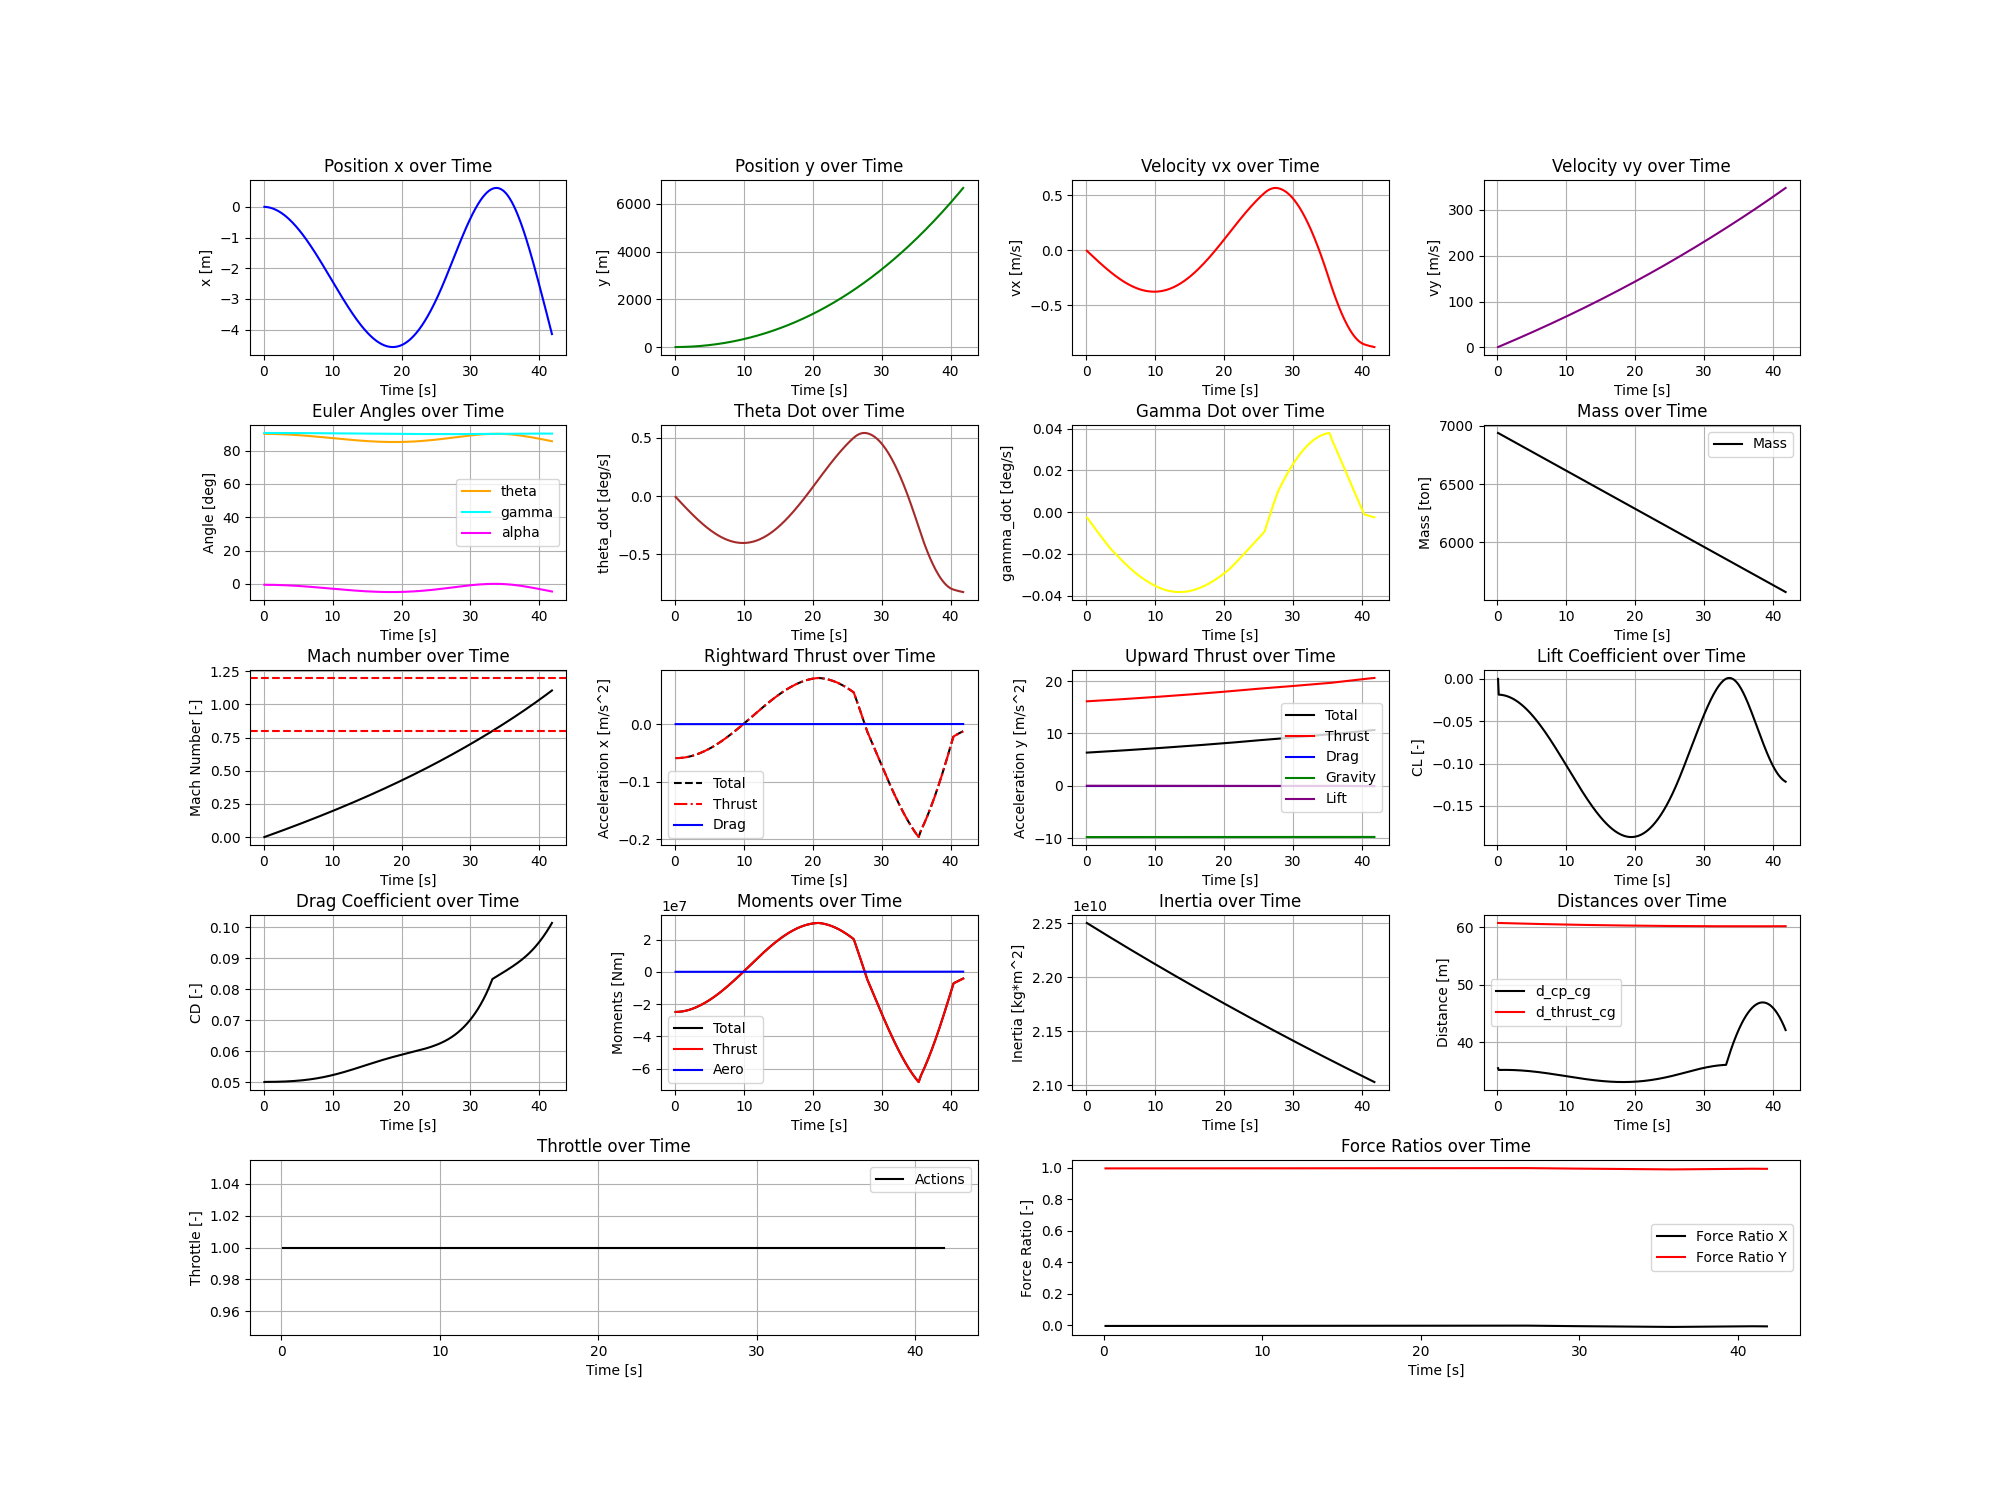 Position x over Time
x [m]
0
−1
−2
−3
−4
0 10 20 30 40
Time [s]
Position y over Time
y [m]
6000
4000
2000
0
0 10 20 30 40
Time [s]
Velocity vx over Time
vx [m/s]
0.5
0.0
−0.5
0 10 20 30 40
Time [s]
Velocity vy over Time
vy [m/s]
300
200
100
0
0 10 20 30 40
Time [s]
Euler Angles over Time
Angle [deg]
80
60
40
20
0
theta
gamma
alpha
0 10 20 30 40
Time [s]
Theta Dot over Time
theta_dot [deg/s]
0.5
0.0
−0.5
0 10 20 30 40
Time [s]
Gamma Dot over Time
gamma_dot [deg/s]
0.04
0.02
0.00
−0.02
−0.04
0 10 20 30 40
Time [s]
Mass over Time
Mass [ton]
7000
6500
6000
Mass
0 10 20 30 40
Time [s]
Mach number over Time
Mach Number [-]
1.25
1.00
0.75
0.50
0.25
0.00
0 10 20 30 40
Time [s]
Rightward Thrust over Time
Acceleration x [m/s^2]
0.0
−0.1
−0.2
Total
Thrust
Drag
0 10 20 30 40
Time [s]
Upward Thrust over Time
Acceleration y [m/s^2]
20
10
0
−10
Total
Thrust
Drag
Gravity
Lift
0 10 20 30 40
Time [s]
Lift Coefficient over Time
CL [-]
0.00
−0.05
−0.10
−0.15
0 10 20 30 40
Time [s]
Drag Coefficient over Time
CD [-]
0.10
0.09
0.08
0.07
0.06
0.05
0 10 20 30 40
Time [s]
Moments over Time
1e7
Moments [Nm]
2
0
−2
−4
−6
Total
Thrust
Aero
0 10 20 30 40
Time [s]
Inertia over Time
1e10
Inertia [kg*m^2]
2.25
2.20
2.15
2.10
0 10 20 30 40
Time [s]
Distances over Time
Distance [m]
60
50
40
d_cp_cg
d_thrust_cg
0 10 20 30 40
Time [s]
Throttle over Time
Throttle [-]
1.04
1.02
1.00
0.98
0.96
Actions
0 10 20 30 40
Time [s]
Force Ratios over Time
Force Ratio [-]
1.0
0.8
0.6
0.4
0.2
0.0
Force Ratio X
Force Ratio Y
0 10 20 30 40
Time [s]